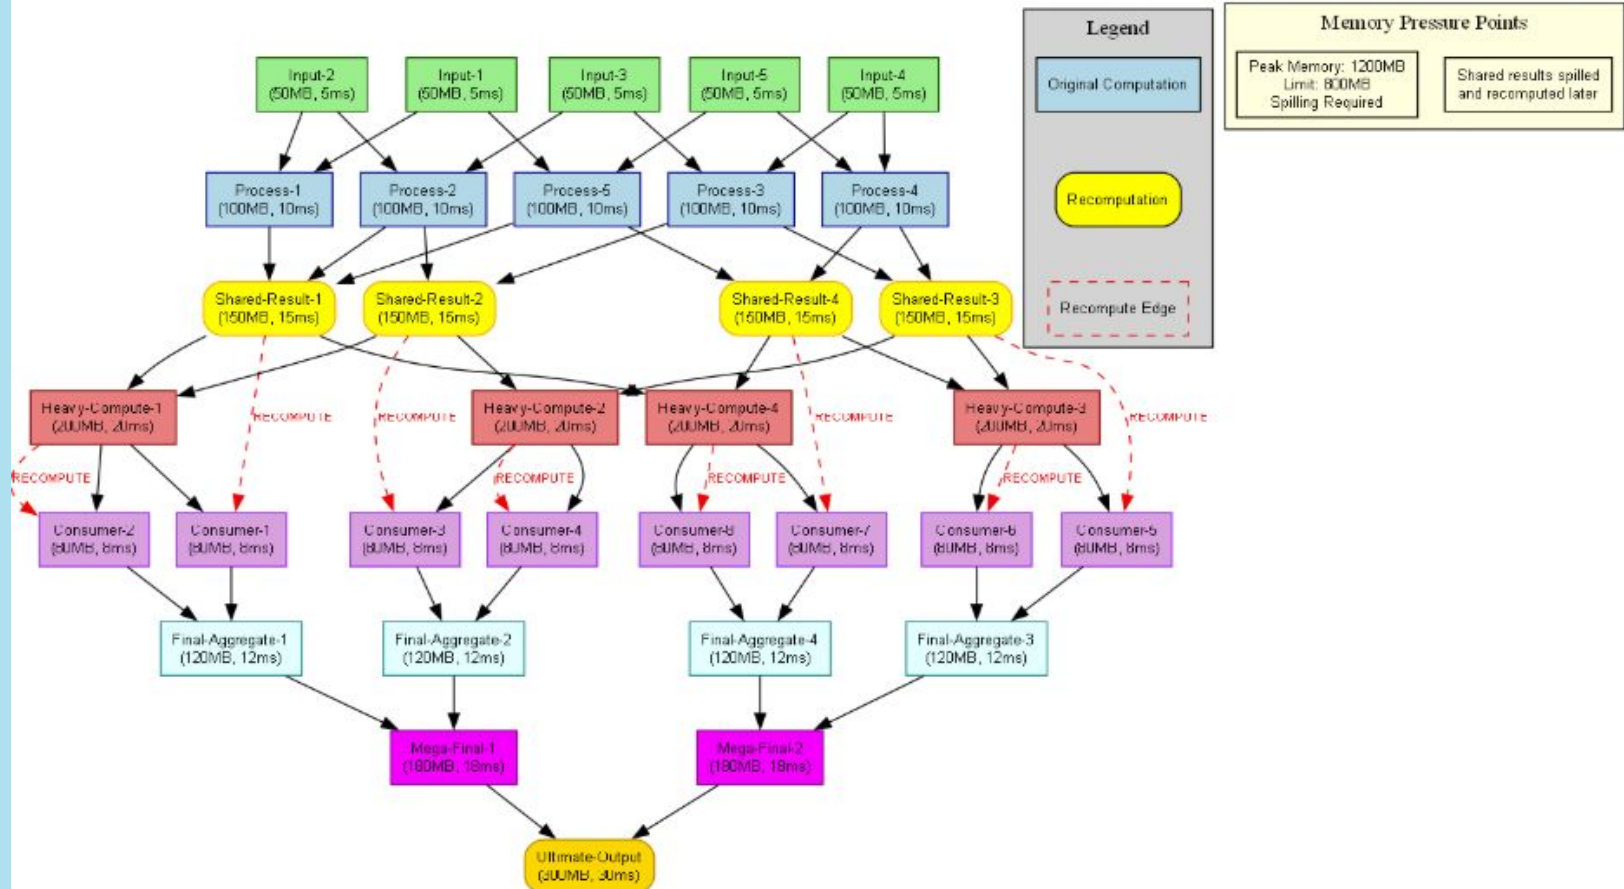 Input-2
(50MB, 5ms)
Input-1
(50MB, 5ms)
Input-3
(50MB, 5ms)
Input-5
(50MB, 5ms)
Input-4
(50MB, 5ms)
Legend
Original Computation
Recomputation
Recompute Edge
Memory Pressure Points
Peak Memory: 1200MB
Limit: 800MB
Spilling Required
Shared results spilled
and recomputed later
Process-1
(100MB, 10ms)
Process-2
(100MB, 10ms)
Process-5
(100MB, 10ms)
Process-3
(100MB, 10ms)
Process-4
(100MB, 10ms)
Shared-Result-1
(150MB, 15ms)
Shared-Result-2
(150MB, 15ms)
Shared-Result-4
(150MB, 15ms)
Shared-Result-3
(150MB, 15ms)
Heavy-Compute-1
(200MB, 20ms)
RECOMPUTE
RECOMPUTE
Heavy-Compute-2
(200MB, 20ms)
Heavy-Compute-4
(200MB, 20ms)
RECOMPUTE
Heavy-Compute-3
(200MB, 20ms)
RECOMPUTE
RECOMPUTE
RECOMPUTE
RECOMPUTE
RECOMPUTE
Consumer-2
(80MB, 8ms)
Consumer-1
(80MB, 8ms)
Consumer-3
(80MB, 8ms)
Consumer-4
(80MB, 8ms)
Consumer-8
(80MB, 8ms)
Consumer-7
(80MB, 8ms)
Consumer-6
(80MB, 8ms)
Consumer-5
(80MB, 8ms)
Final-Aggregate-1
(120MB, 12ms)
Final-Aggregate-2
(120MB, 12ms)
Final-Aggregate-4
(120MB, 12ms)
Final-Aggregate-3
(120MB, 12ms)
Mega-Final-1
(180MB, 18ms)
Mega-Final-2
(180MB, 18ms)
Ultimate-Output
(300MB, 30ms)